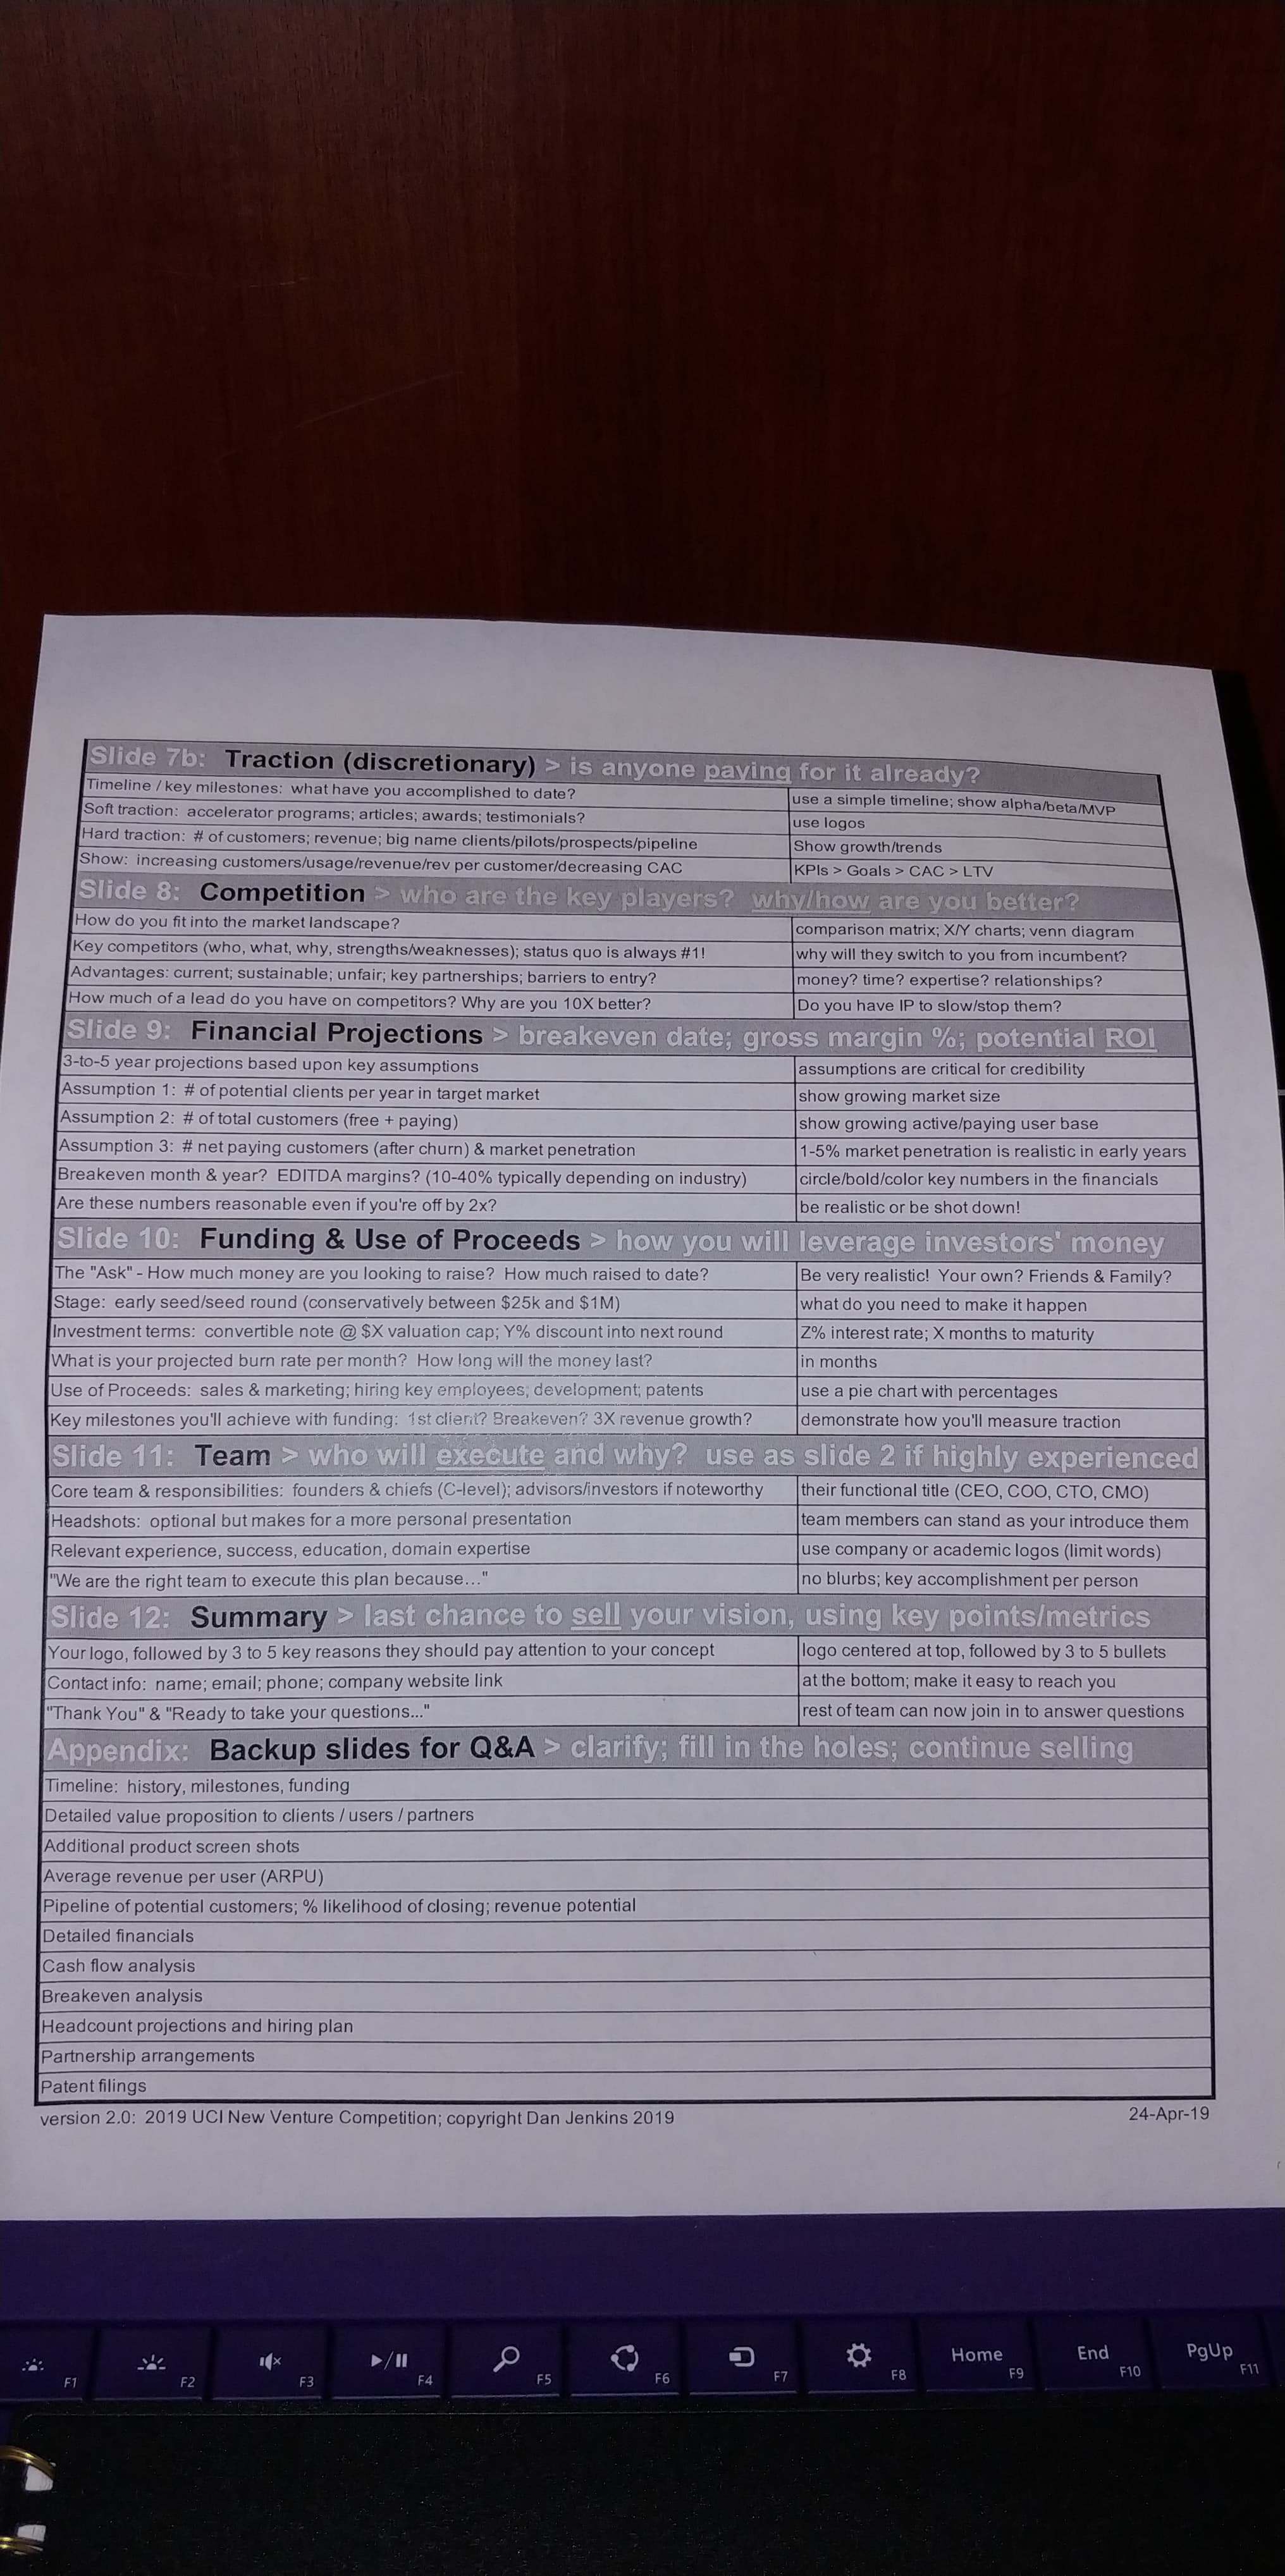 Slide 7b: Traction (discretionary) > is anyone paying for it already?
Timeline / key milestones: what have you accomplished to date? use a simple timeline; show alpha/beta/MVP
Soft traction: accelerator programs; articles; awards; testimonials? use logos
Hard traction: # of customers; revenue; big name clients/pilots/prospects/pipeline Show growth/trends
Show: increasing customers/usage/revenue/rev per customer/decreasing CAC KPIs > Goals > CAC > LTV
Slide 8: Competition > who are the key players? why/how are you better?
How do you fit into the market landscape? comparison matrix; X/Y charts; venn diagram
Key competitors (who, what, why, strengths/weaknesses); status quo is always #1! why will they switch to you from incumbent?
Advantages: current; sustainable; unfair; key partnerships; barriers to entry? money? time? expertise? relationships?
How much of a lead do you have on competitors? Why are you 10X better? Do you have IP to slow/stop them?
Slide 9: Financial Projections > breakeven date; gross margin %; potential ROI
3-to-5 year projections based upon key assumptions assumptions are critical for credibility
Assumption 1: # of potential clients per year in target market show growing market size
Assumption 2: # of total customers (free + paying) show growing active/paying user base
Assumption 3: # net paying customers (after churn) & market penetration 1-5% market penetration is realistic in early years
Breakeven month & year? EDITDA margins? (10-40% typically depending on industry) circle/bold/color key numbers in the financials
Are these numbers reasonable even if you're off by 2x? be realistic or be shot down!
Slide 10: Funding & Use of Proceeds > how you will leverage investors' money
The "Ask" - How much money are you looking to raise? How much raised to date? Be very realistic! Your own? Friends & Family?
Stage: early seed/seed round (conservatively between $25k and $1M) what do you need to make it happen
Investment terms: convertible note @ $X valuation cap; Y% discount into next round Z% interest rate; X months to maturity
What is your projected burn rate per month? How long will the money last? in months
Use of Proceeds: sales & marketing; hiring key employees; development; patents use a pie chart with percentages
Key milestones you'll achieve with funding: 1st client? Breakeven? 3X revenue growth? demonstrate how you'll measure traction
Slide 11: Team > who will execute and why? use as slide 2 if highly experienced
Core team & responsibilities: founders & chiefs (C-level); advisors/investors if noteworthy their functional title (CEO, COO, CTO, CMO)
Headshots: optional but makes for a more personal presentation team members can stand as your introduce them
Relevant experience, success, education, domain expertise use company or academic logos (limit words)
"We are the right team to execute this plan because..." no blurbs; key accomplishment per person
Slide 12: Summary > last chance to sell your vision, using key points/metrics
Your logo, followed by 3 to 5 key reasons they should pay attention to your concept logo centered at top, followed by 3 to 5 bullets
Contact info: name; email; phone; company website link at the bottom; make it easy to reach you
"Thank You" & "Ready to take your questions..." rest of team can now join in to answer questions
Appendix: Backup slides for Q&A > clarify; fill in the holes; continue selling
Timeline: history, milestones, funding
Detailed value proposition to clients / users / partners
Additional product screen shots
Average revenue per user (ARPU)
Pipeline of potential customers; % likelihood of closing; revenue potential
Detailed financials
Cash flow analysis
Breakeven analysis
Headcount projections and hiring plan
Partnership arrangements
Patent filings
version 2.0: 2019 UCI New Venture Competition; copyright Dan Jenkins 2019 24-Apr-19
Home End PgUp
F1 F2 F3 F4 F5 F6 F7 F8 F9 F10 F11